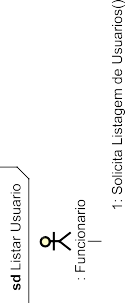 sd Listar Usuario
: Funcionario
1: Solicita Listagem de Usuarios()